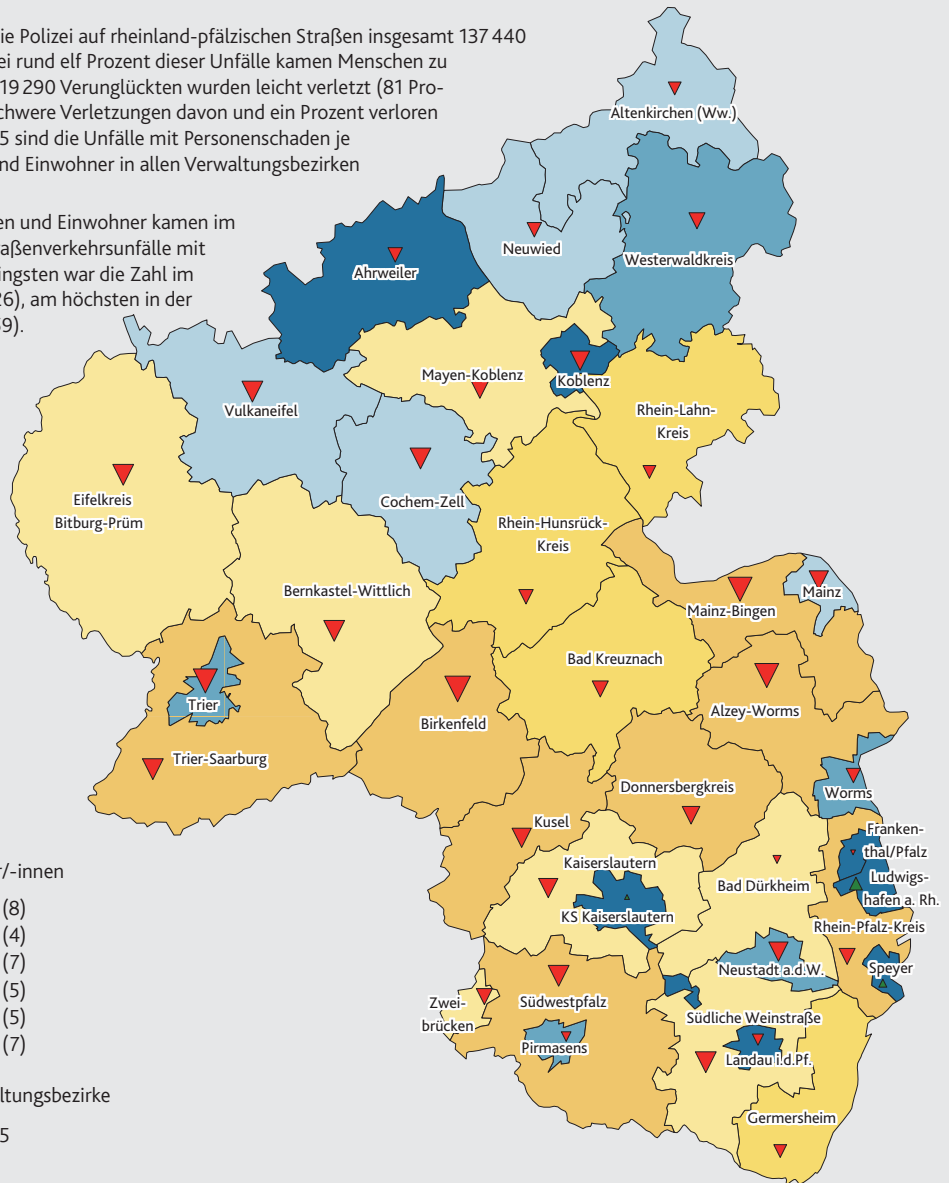 ie Polizei auf rheinland-pfälzischen Straßen insgesamt 137 440
ei rund elf Prozent dieser Unfälle kamen Menschen zu
19 290 Verunglückten wurden leicht verletzt (81 Pro-
chwere Verletzungen davon und ein Prozent verloren
5 sind die Unfälle mit Personenschaden je
nd Einwohner in allen Verwaltungsbezirken
en und Einwohner kamen im
raßenverkehrsunfälle mit
ingsten war die Zahl im
26), am höchsten in der
59).
Altenkirchen (Ww.)
Neuwied
Westerwaldkreis
Ahrweiler
Mayen-Koblenz
Koblenz
Vulkaneifel
Rhein-Lahn-
Kreis
Cochem-Zell
Eifelkreis
Bitburg-Prüm
Rhein-Hunsrück-
Kreis
Bernkastel-Wittlich
Mainz
Mainz-Bingen
Bad Kreuznach
Trier
Alzey-Worms
Birkenfeld
Trier-Saarburg
Donnersbergkreis
Worms
Kusel
Franken-
thal/Pfalz
Kaiserslautern
Ludwigs-
hafen a. Rh.
Bad Dürkheim
KS Kaiserslautern
Rhein-Pfalz-Kreis
Neustadt a.d.W.
Speyer
Zwei-
brücken
Südwestpfalz
Südliche Weinstraße
Pirmasens
Landau i.d.Pf.
Germersheim
r/-innen
(8)
(4)
(7)
(5)
(5)
(7)
ltungsbezirke
5